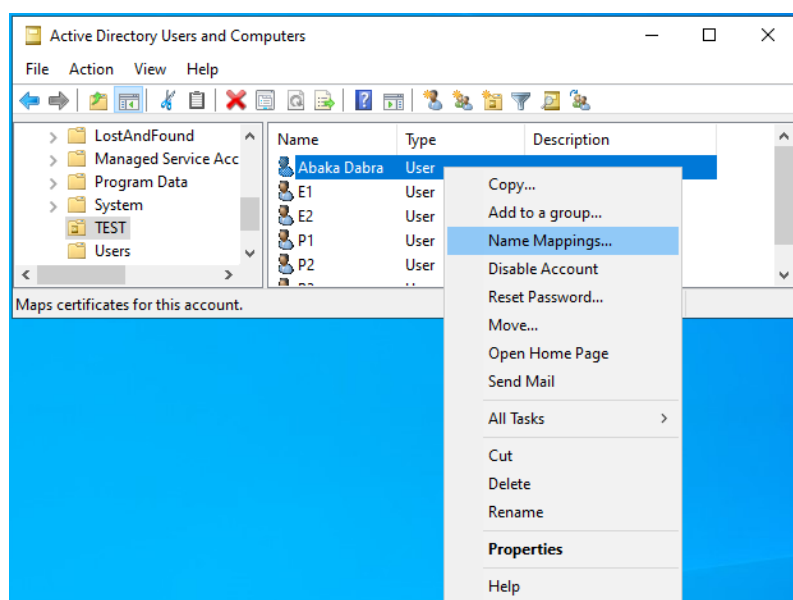 Active Directory Users and Computers
File Action View Help
LostAndFound
Managed Service Acc
Program Data
System
TEST
Users
Name Type Description
Abaka Dabra User
E1 User
E2 User
P1 User
P2 User
Maps certificates for this account.
Copy...
Add to a group...
Name Mappings...
Disable Account
Reset Password...
Move...
Open Home Page
Send Mail
All Tasks
Cut
Delete
Rename
Properties
Help